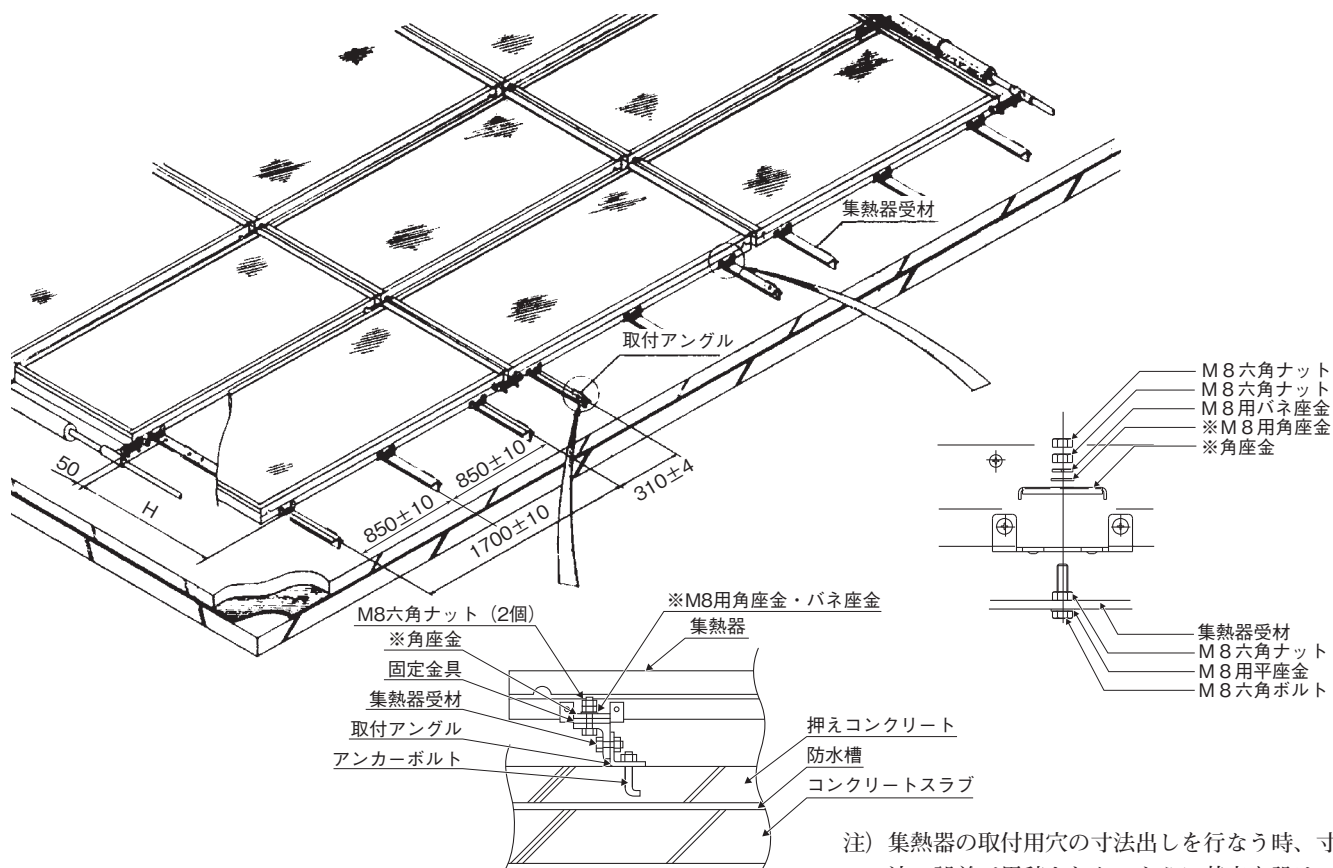 集熱器受材
取付アングル
50
H
850±10
850±10
1700±10
310±4
M8六角ナット
M8六角ナット
M8用バネ座金
※M8用角座金
※角座金
集熱器受材
M8六角ナット
M8用平座金
M8六角ボルト
M8六角ナット（2個）
※角座金
固定金具
集熱器受材
取付アングル
アンカーボルト
※M8用角座金・バネ座金
集熱器
押えコンクリート
防水槽
コンクリートスラブ
注）集熱器の取付用穴の寸法出しを行なう時、寸